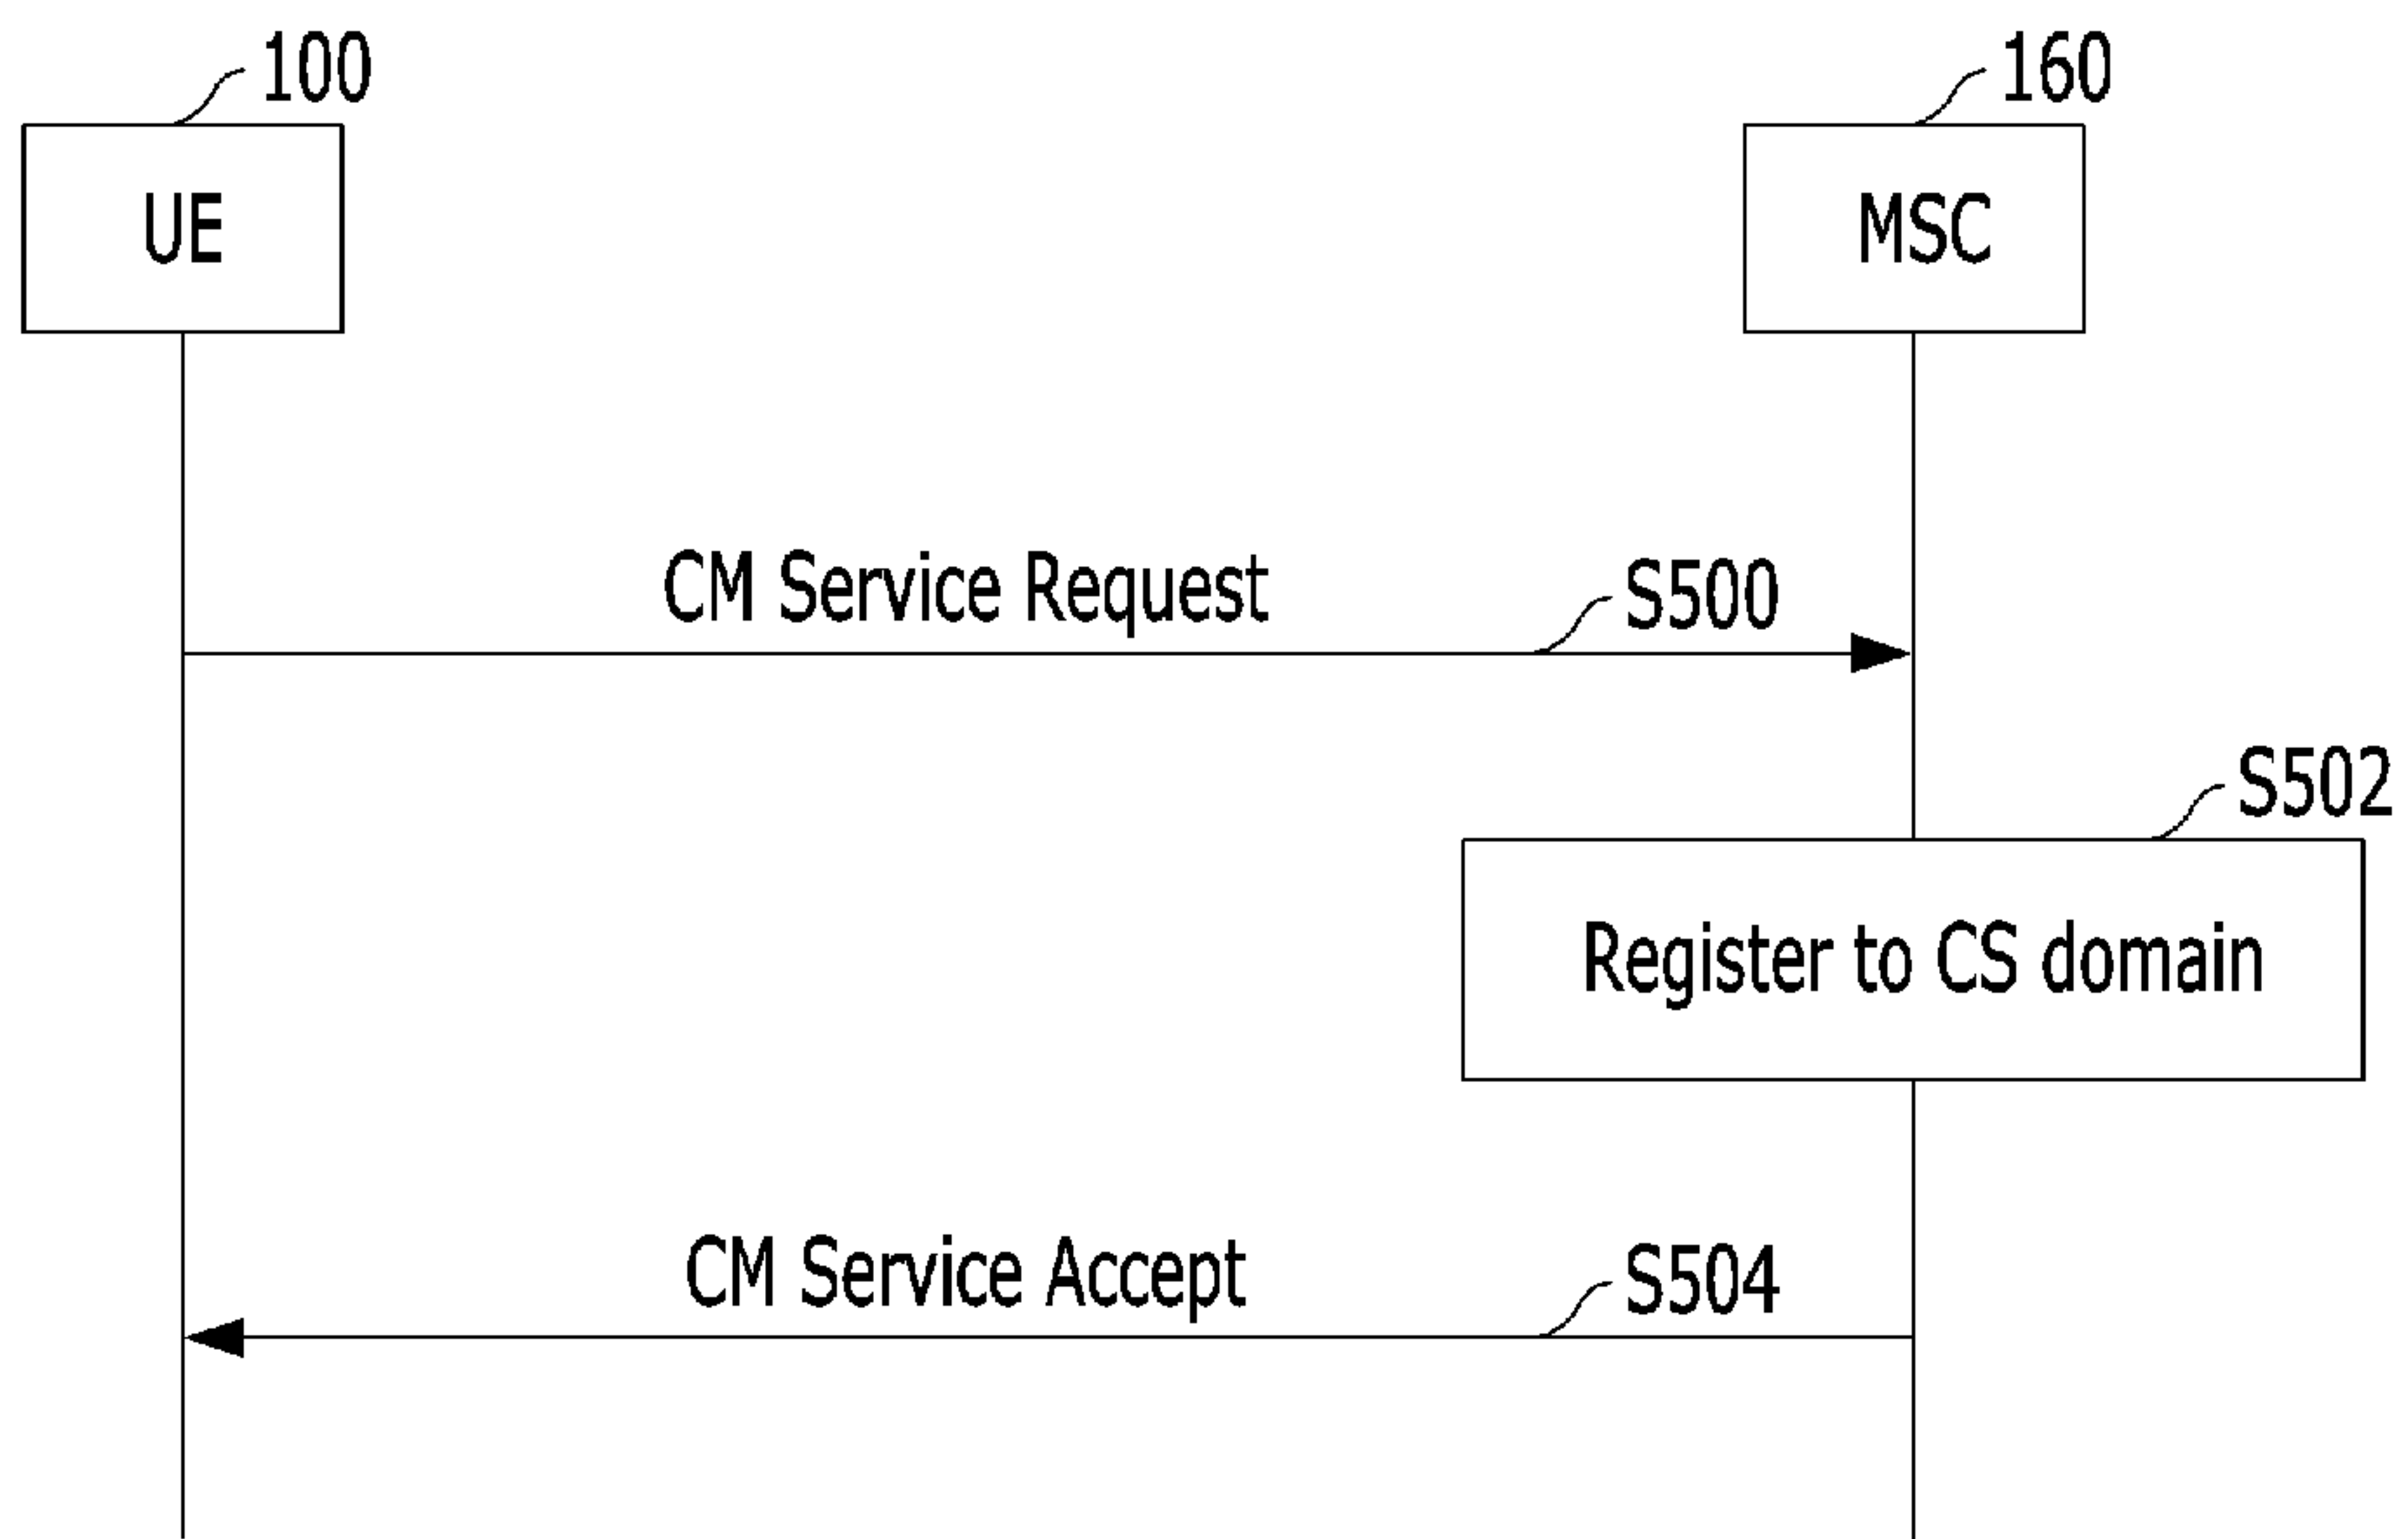 100
160
UE
MSC
CM Service Request
S500
S502
Register to CS domain
CM Service Accept
S504